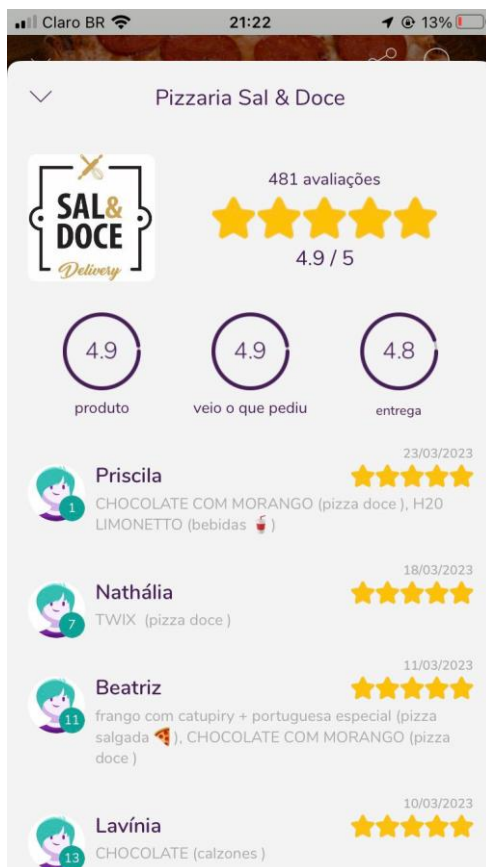 Claro BR 21:22 13%
Pizzaria Sal & Doce
SAL&
DOCE
Delivery
481 avaliações
4.9 / 5
4.9 4.9 4.8
produto veio o que pediu entrega
23/03/2023
Priscila
1
CHOCOLATE COM MORANGO (pizza doce ), H20
LIMONETTO (bebidas 🥤)
18/03/2023
Nathália
7
TWIX (pizza doce )
11/03/2023
Beatriz
11
frango com catupiry + portuguesa especial (pizza
salgada 🍕), CHOCOLATE COM MORANGO (pizza
doce )
10/03/2023
Lavínia
13
CHOCOLATE (calzones )